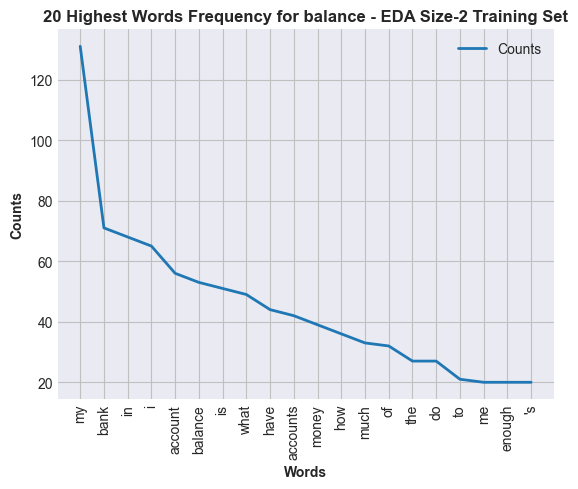 20 Highest Words Frequency for balance - EDA Size-2 Training Set
Counts
Counts
120
100
80
60
40
20
my
bank
in
i
account
balance
is
what
have
accounts
money
how
much
of
the
do
to
me
enough
's
Words